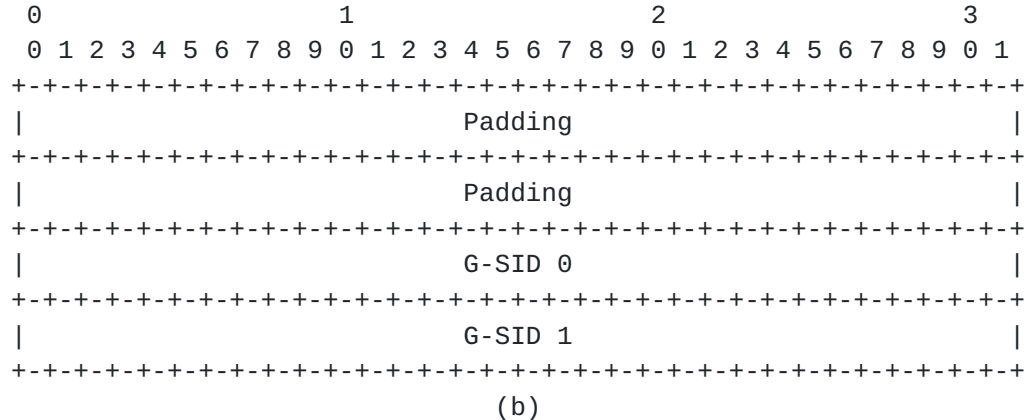 0                   1                   2                   3
 0 1 2 3 4 5 6 7 8 9 0 1 2 3 4 5 6 7 8 9 0 1 2 3 4 5 6 7 8 9 0 1
+-+-+-+-+-+-+-+-+-+-+-+-+-+-+-+-+-+-+-+-+-+-+-+-+-+-+-+-+-+-+-+-+
|                            Padding                            |
+-+-+-+-+-+-+-+-+-+-+-+-+-+-+-+-+-+-+-+-+-+-+-+-+-+-+-+-+-+-+-+-+
|                            Padding                            |
+-+-+-+-+-+-+-+-+-+-+-+-+-+-+-+-+-+-+-+-+-+-+-+-+-+-+-+-+-+-+-+-+
|                            G-SID 0                            |
+-+-+-+-+-+-+-+-+-+-+-+-+-+-+-+-+-+-+-+-+-+-+-+-+-+-+-+-+-+-+-+-+
|                            G-SID 1                            |
+-+-+-+-+-+-+-+-+-+-+-+-+-+-+-+-+-+-+-+-+-+-+-+-+-+-+-+-+-+-+-+-+
                              (b)